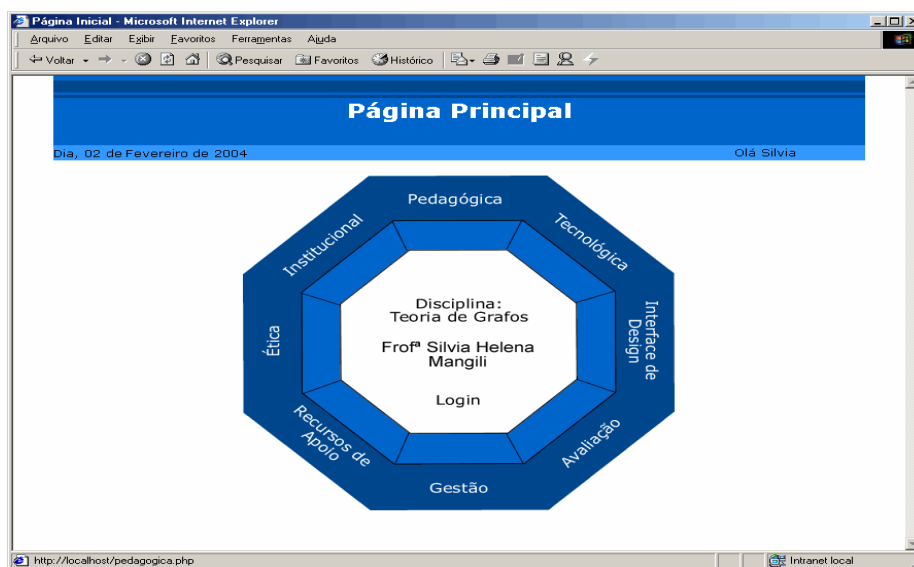 Página Inicial - Microsoft Internet Explorer
Arquivo Editar Exibir Favoritos Ferramentas Ajuda
Voltar Pesquisar Favoritos Histórico
Página Principal
Dia, 02 de Fevereiro de 2004 Olá Silvia
Pedagógica
Tecnológica
Interface de
Design
Avaliação
Gestão
Recursos de
Apoio
Ética
Institucional
Disciplina:
Teoria de Grafos
Frofª Silvia Helena
Mangili
Login
http://localhost/pedagogica.php Intranet local